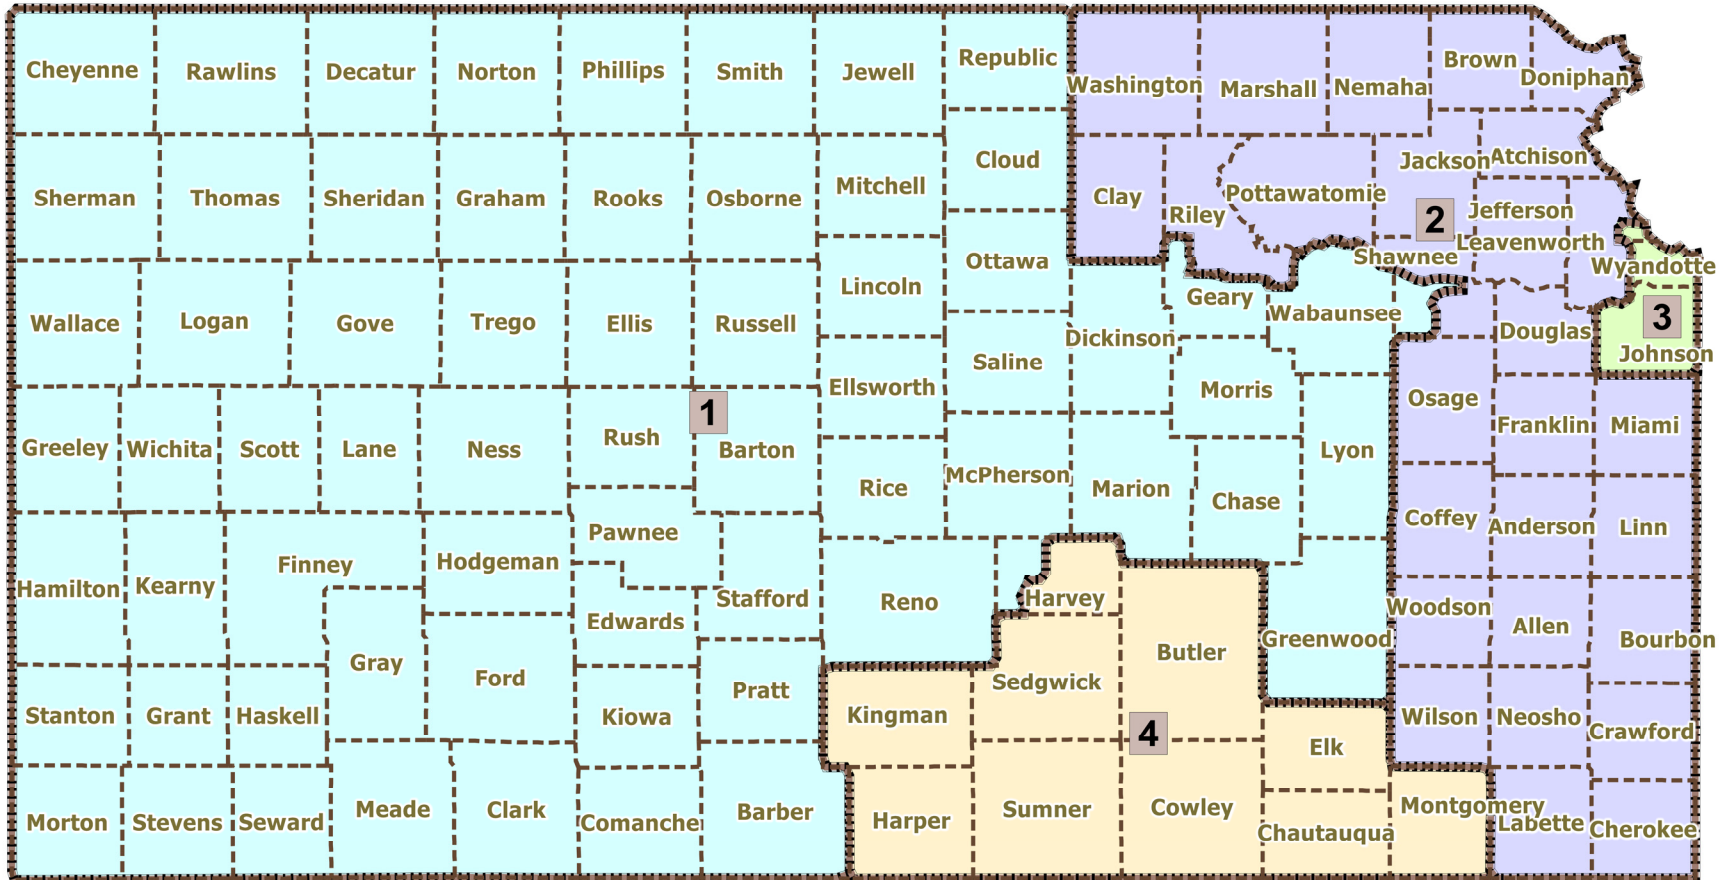 Cheyenne
Rawlins
Decatur
Norton
Phillips
Smith
Jewell
Republic
Washington
Marshall
Nemaha
Brown
Doniphan
Sherman
Thomas
Sheridan
Graham
Rooks
Osborne
Mitchell
Cloud
Clay
Riley
Pottawatomie
Jackson
Atchison
2
Jefferson
Leavenworth
Shawnee
Wyandotte
Wallace
Logan
Gove
Trego
Ellis
Russell
Lincoln
Ottawa
Dickinson
Geary
Wabaunsee
Douglas
3
Johnson
Greeley
Wichita
Scott
Lane
Ness
Rush
1
Barton
Ellsworth
Saline
Morris
Osage
Franklin
Miami
Rice
McPherson
Marion
Chase
Lyon
Coffey
Anderson
Linn
Hamilton
Kearny
Finney
Hodgeman
Pawnee
Edwards
Stafford
Reno
Harvey
Greenwood
Woodson
Allen
Bourbon
Stanton
Grant
Haskell
Gray
Ford
Kiowa
Pratt
Kingman
Sedgwick
Butler
4
Elk
Wilson
Neosho
Crawford
Morton
Stevens
Seward
Meade
Clark
Comanche
Barber
Harper
Sumner
Cowley
Chautauqua
Montgomery
Labette
Cherokee